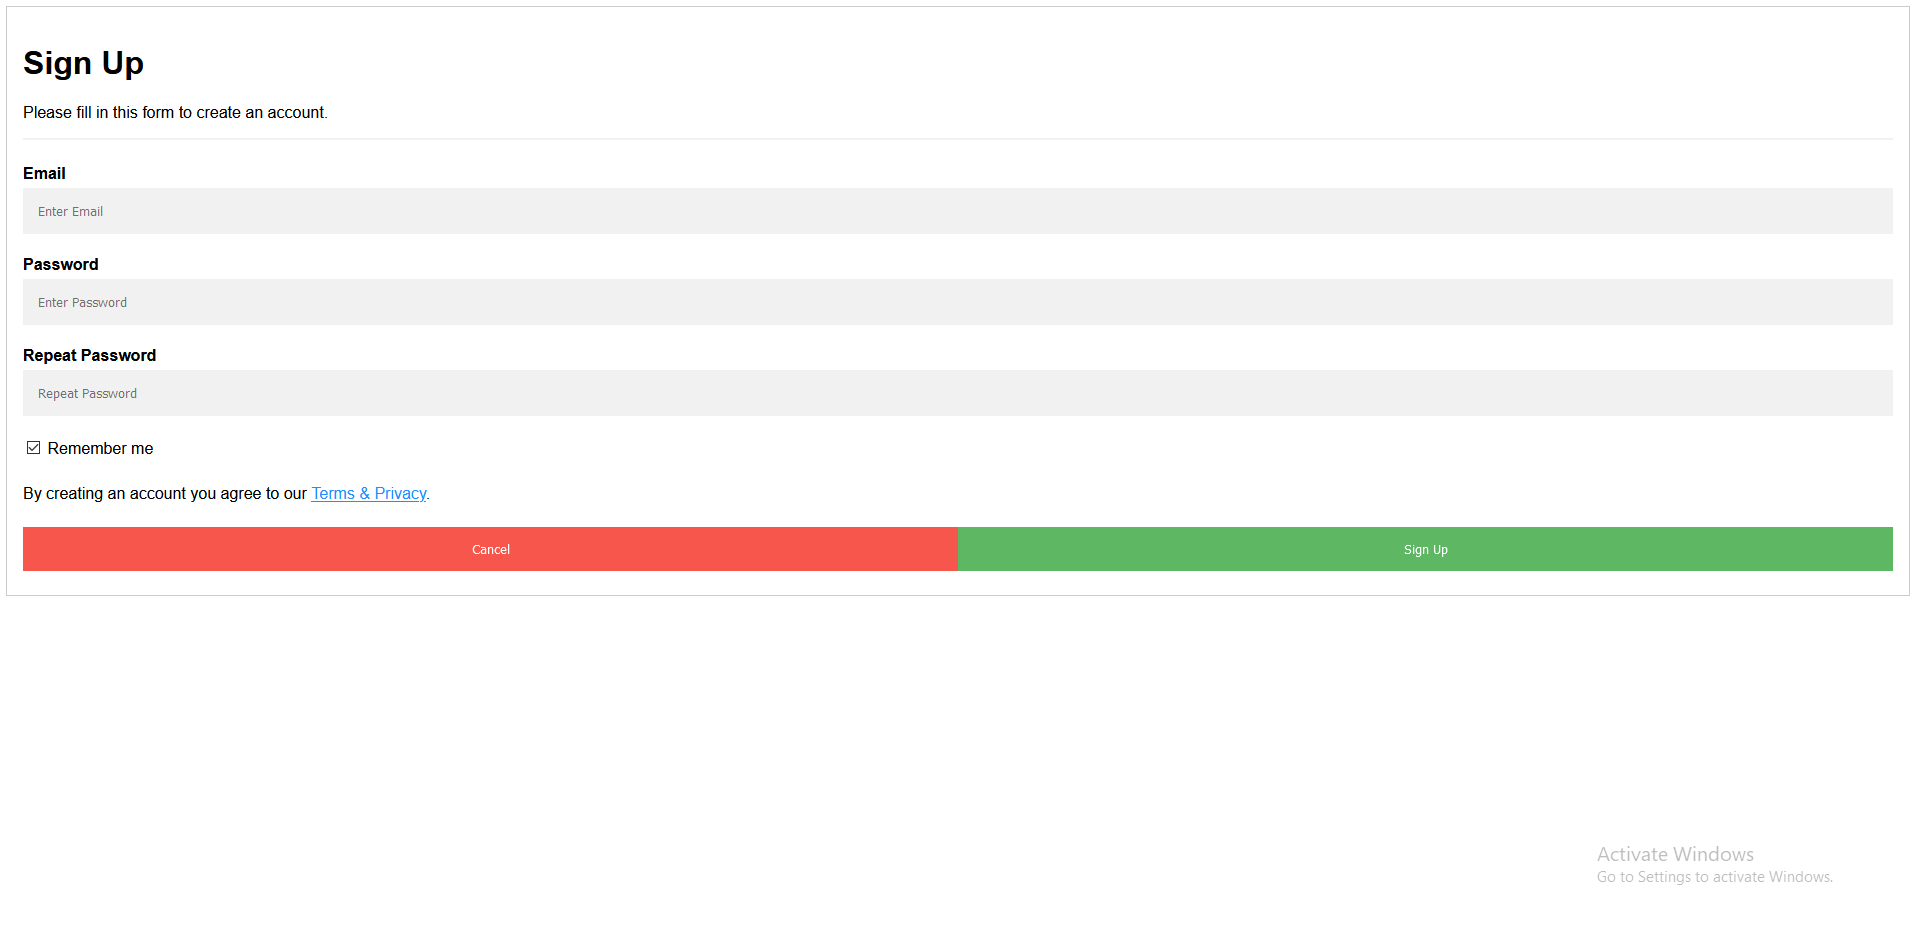 Sign Up
Please fill in this form to create an account.
Email
Enter Email
Password
Enter Password
Repeat Password
Repeat Password
Remember me
By creating an account you agree to our Terms & Privacy.
Cancel
Sign Up
Activate Windows
Go to Settings to activate Windows.